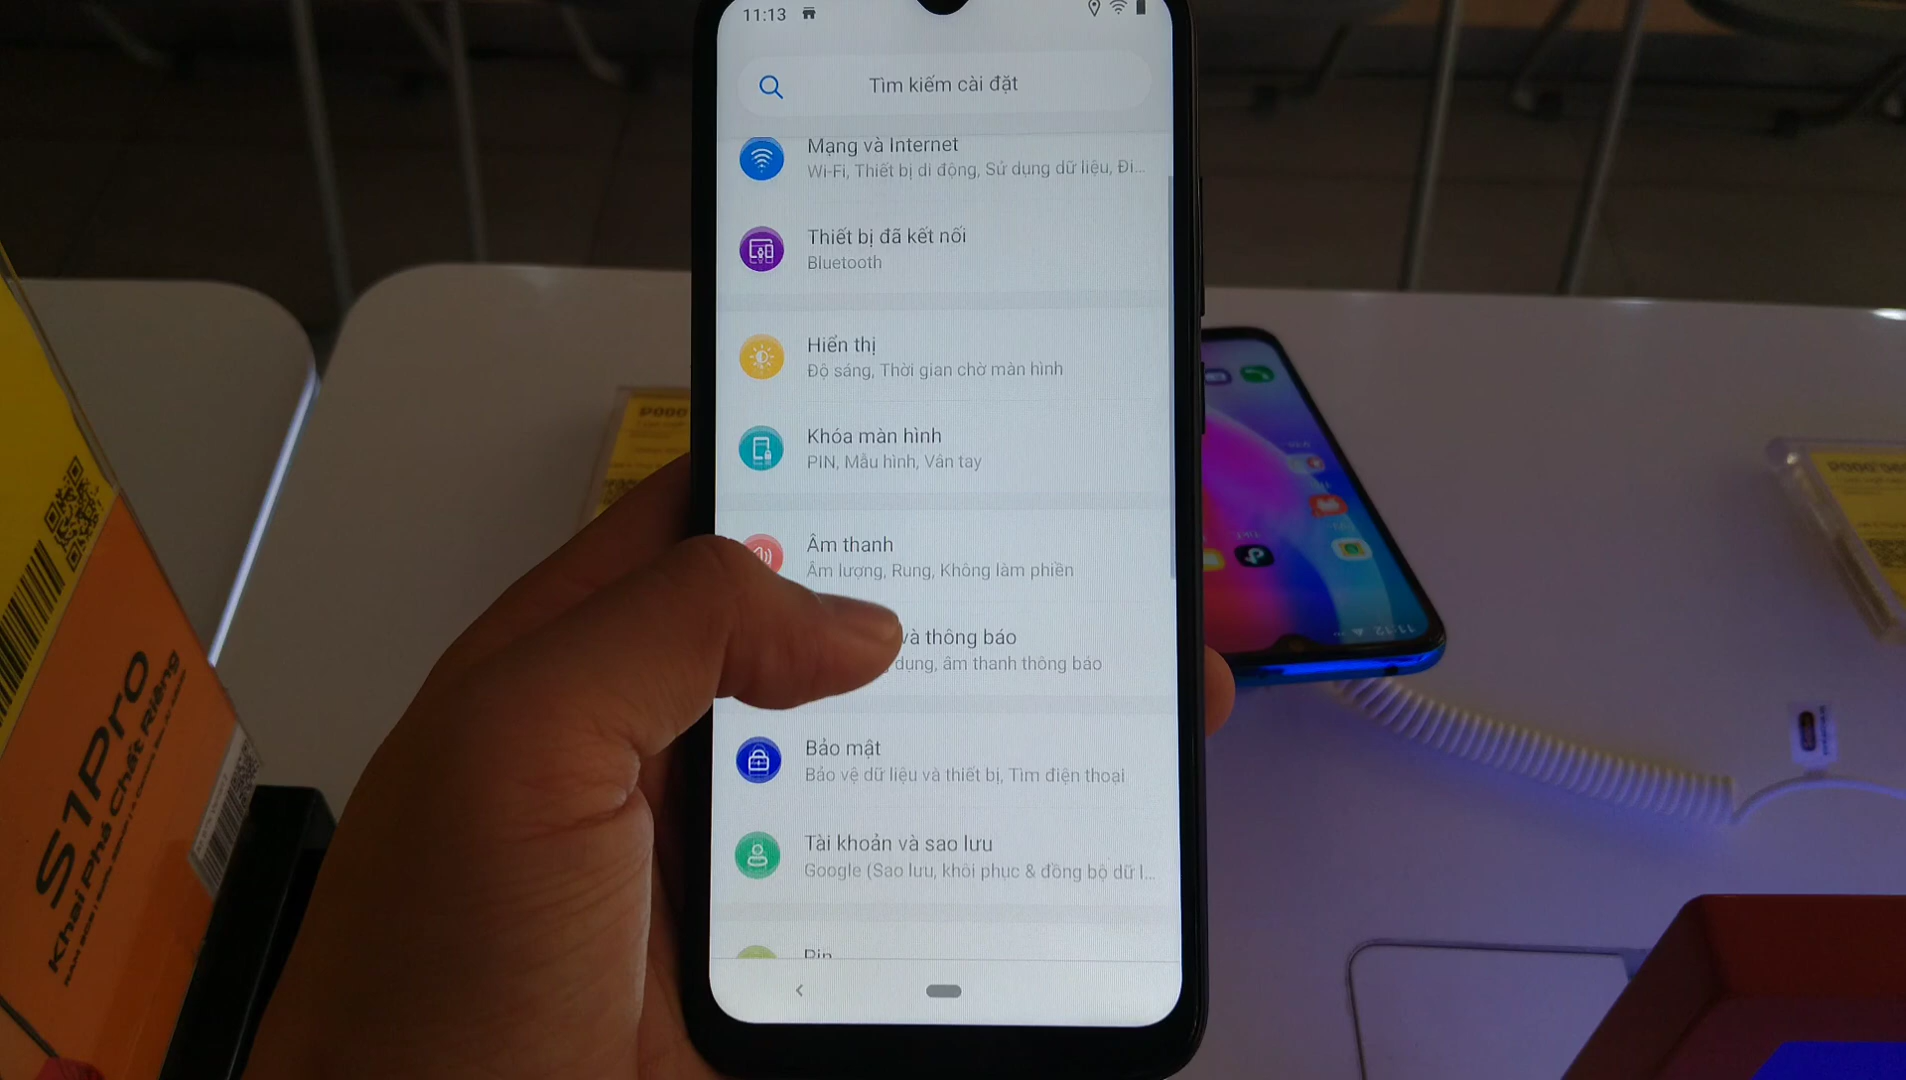 11:13
Tìm kiếm cài đặt
Mạng và Internet
Wi-Fi, Thiết bị di động, Sử dụng dữ liệu, Đi...
Thiết bị đã kết nối
Bluetooth
Hiển thị
Độ sáng, Thời gian chờ màn hình
Khóa màn hình
PIN, Mẫu hình, Vân tay
Âm thanh
Âm lượng, Rung, Không làm phiền
và thông báo
dụng, âm thanh thông báo
Bảo mật
Bảo vệ dữ liệu và thiết bị, Tìm điện thoại
Tài khoản và sao lưu
Google (Sao lưu, khôi phục & đồng bộ dữ l...
Pin
S1Pro
Khai Phá Chất Riêng
11:12